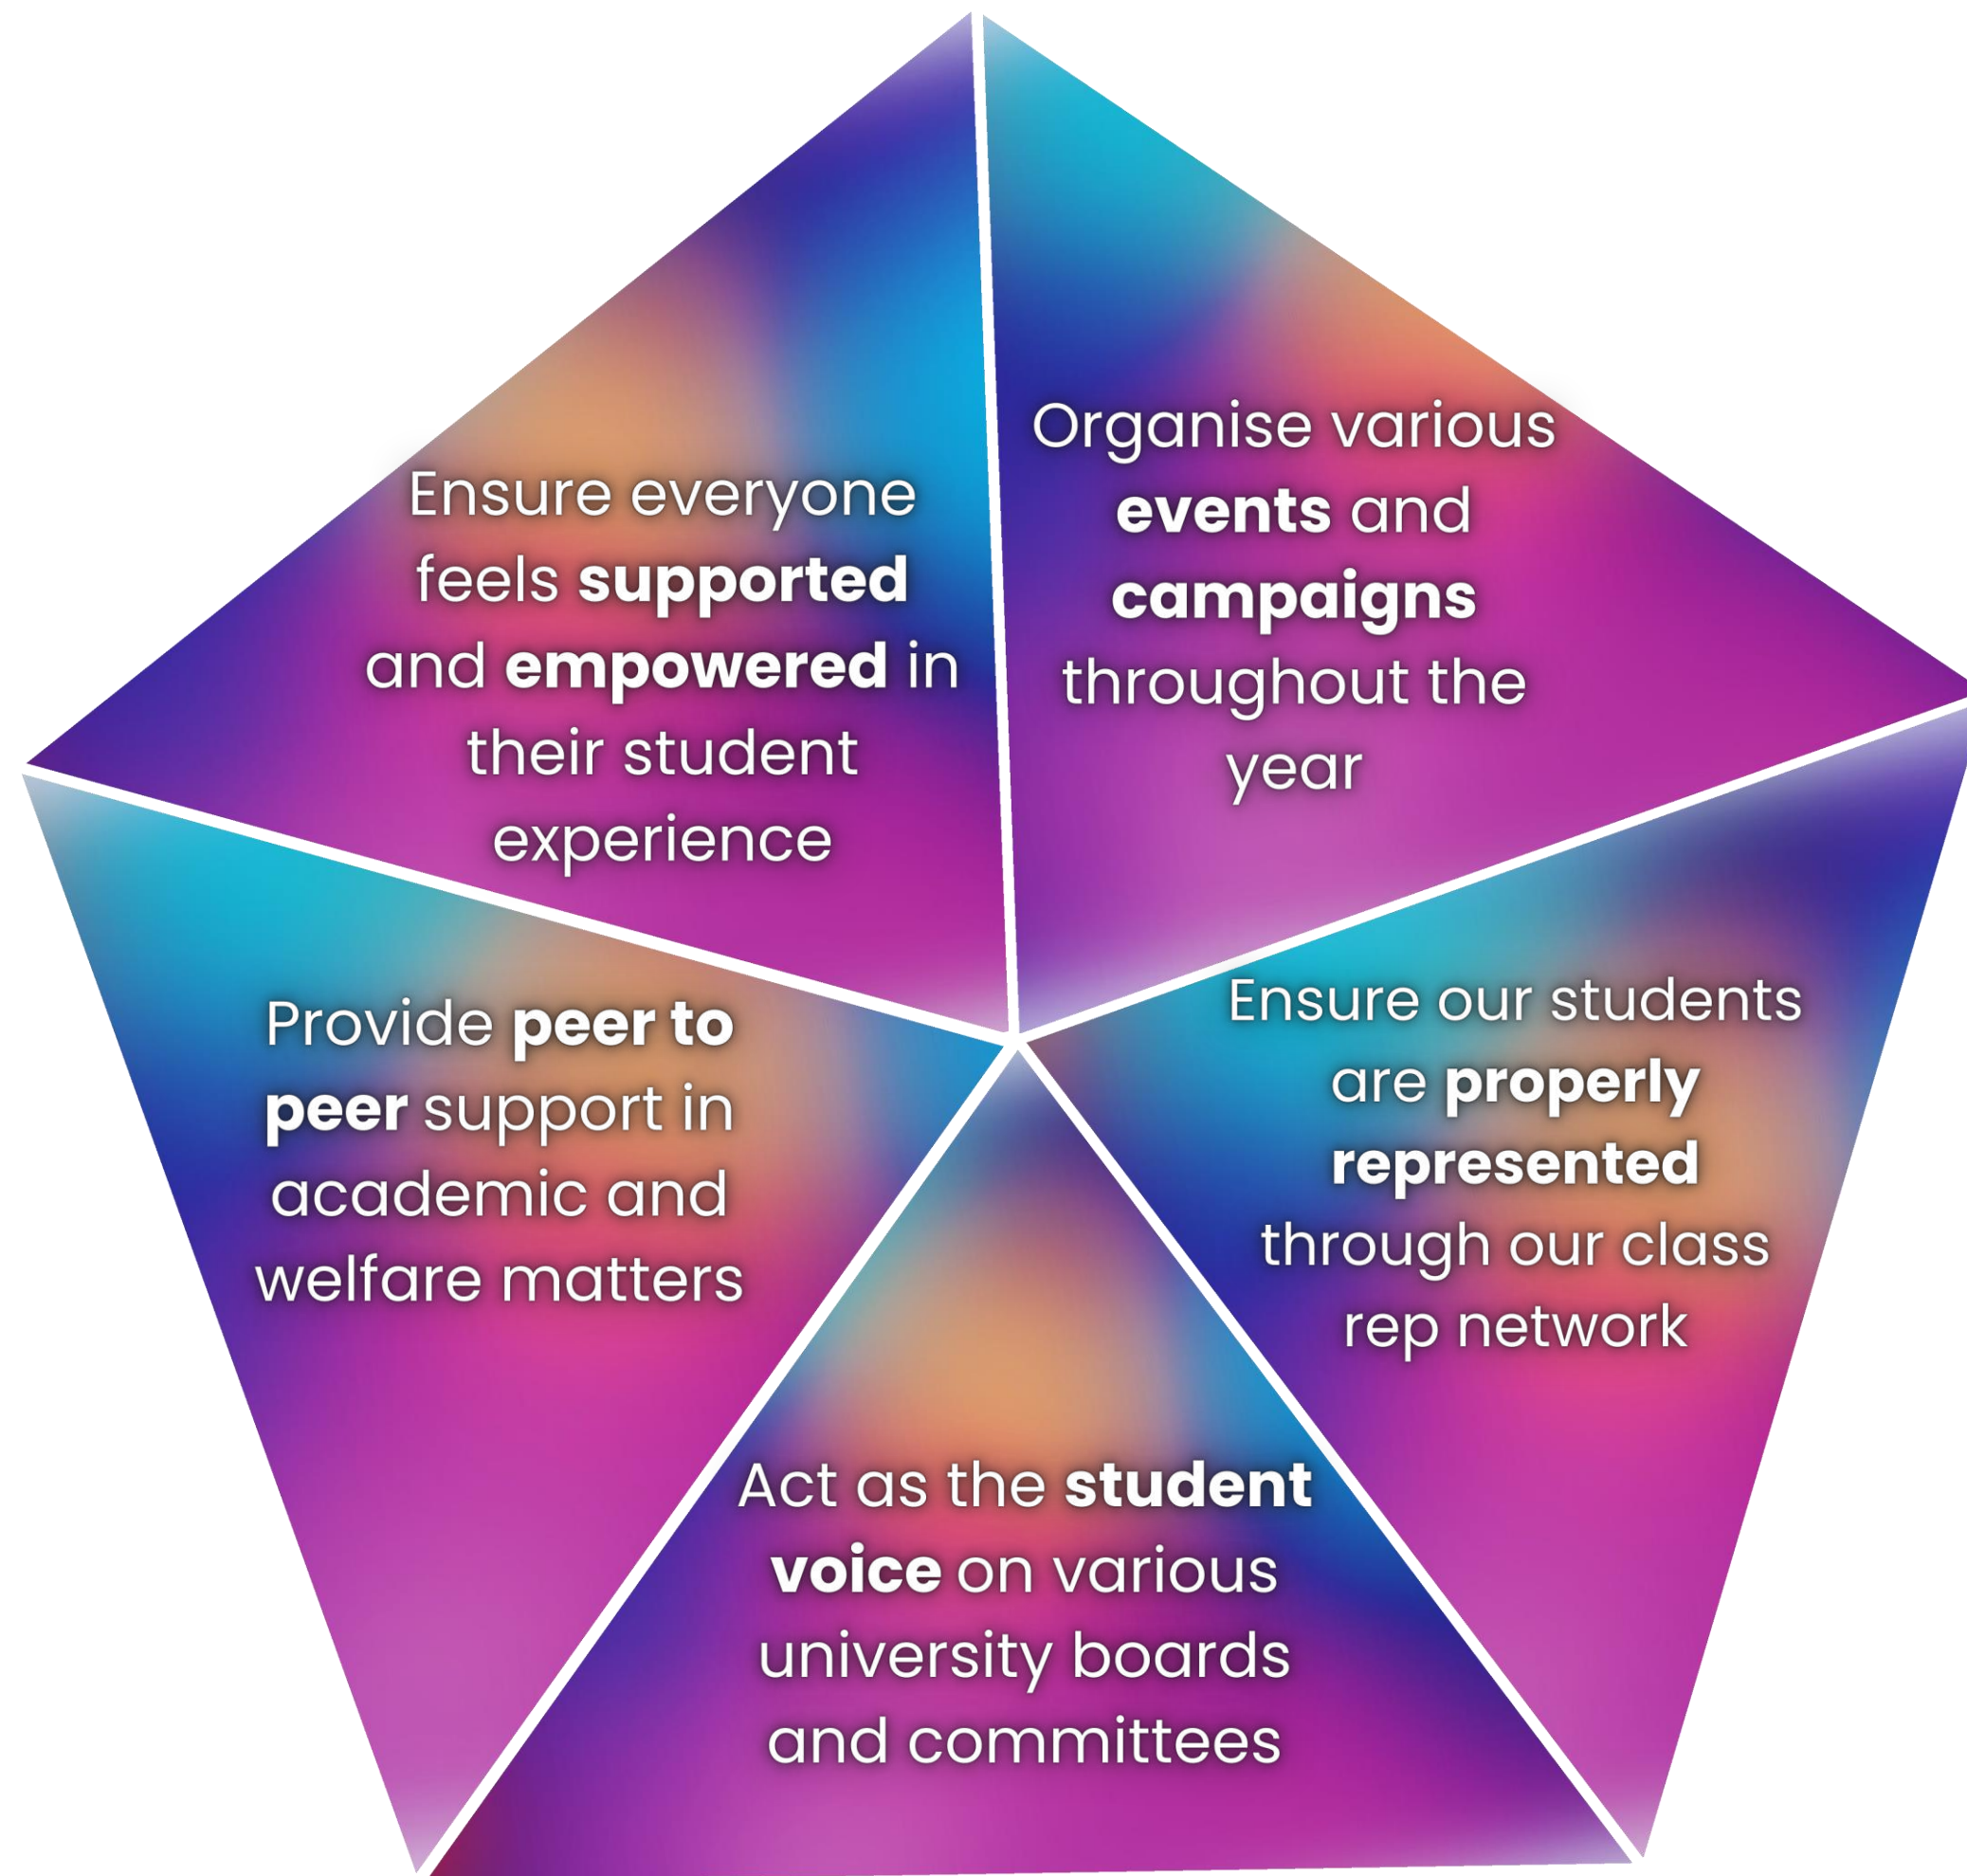 Ensure everyone
feels supported
and empowered in
their student
experience
Organise various
events and
campaigns
throughout the
year
Provide peer to
peer support in
academic and
welfare matters
Ensure our students
are properly
represented
through our class
rep network
Act as the student
voice on various
university boards
and committees